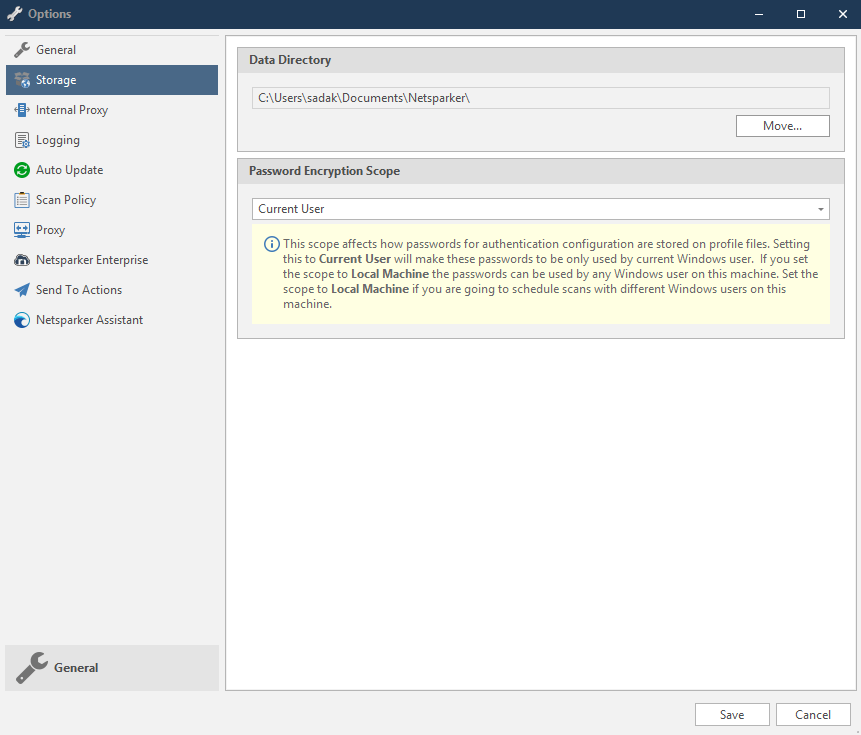 Options
General
Storage
Internal Proxy
Logging
Auto Update
Scan Policy
Proxy
Netsparker Enterprise
Send To Actions
Netsparker Assistant
General
Data Directory
C:\Users\sadak\Documents\Netsparker\
Move...
Password Encryption Scope
Current User
This scope affects how passwords for authentication configuration are stored on profile files. Setting
this to Current User will make these passwords to be only used by current Windows user.  If you set
the scope to Local Machine the passwords can be used by any Windows user on this machine. Set the
scope to Local Machine if you are going to schedule scans with different Windows users on this
machine.
Save
Cancel